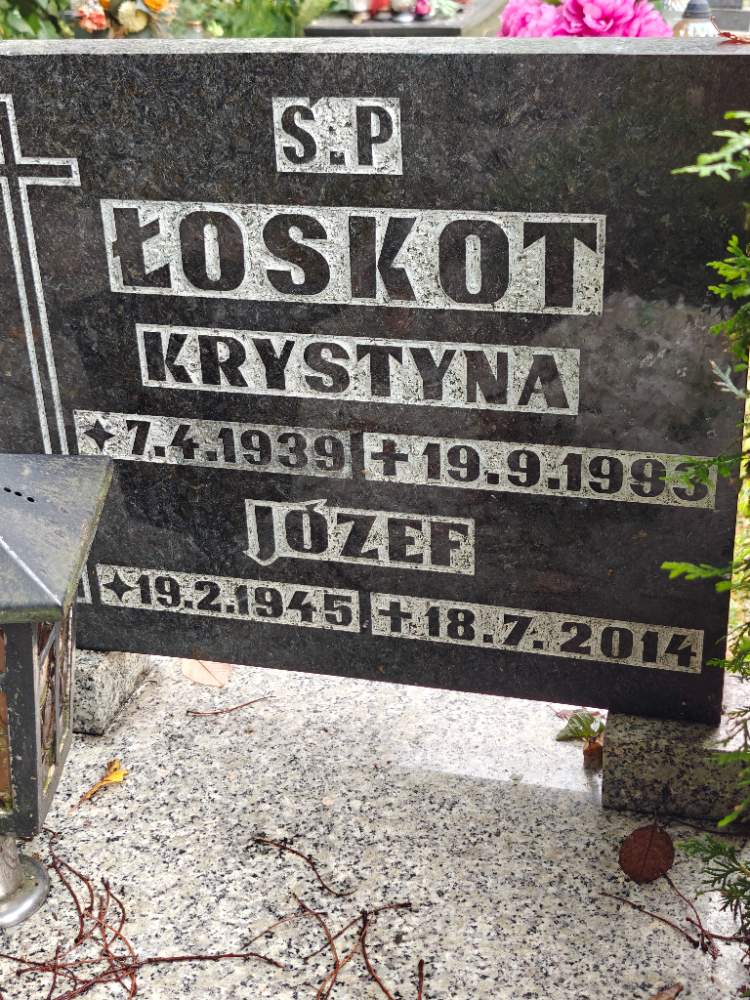 S.P
ŁOSKOT
KRYSTYNA
7.4.1939 19.9.1993
JÓZEF
19.2.1945 18.7.2014